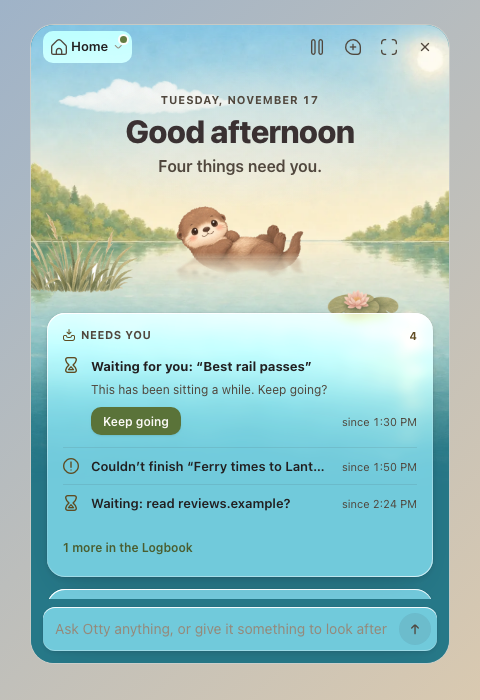 Home
TUESDAY, NOVEMBER 17
Good afternoon
Four things need you.
NEEDS YOU 4
Waiting for you: “Best rail passes”
This has been sitting a while. Keep going?
Keep going since 1:30 PM
Couldn’t finish “Ferry times to Lant... since 1:50 PM
Waiting: read reviews.example? since 2:24 PM
1 more in the Logbook
Ask Otty anything, or give it something to look after